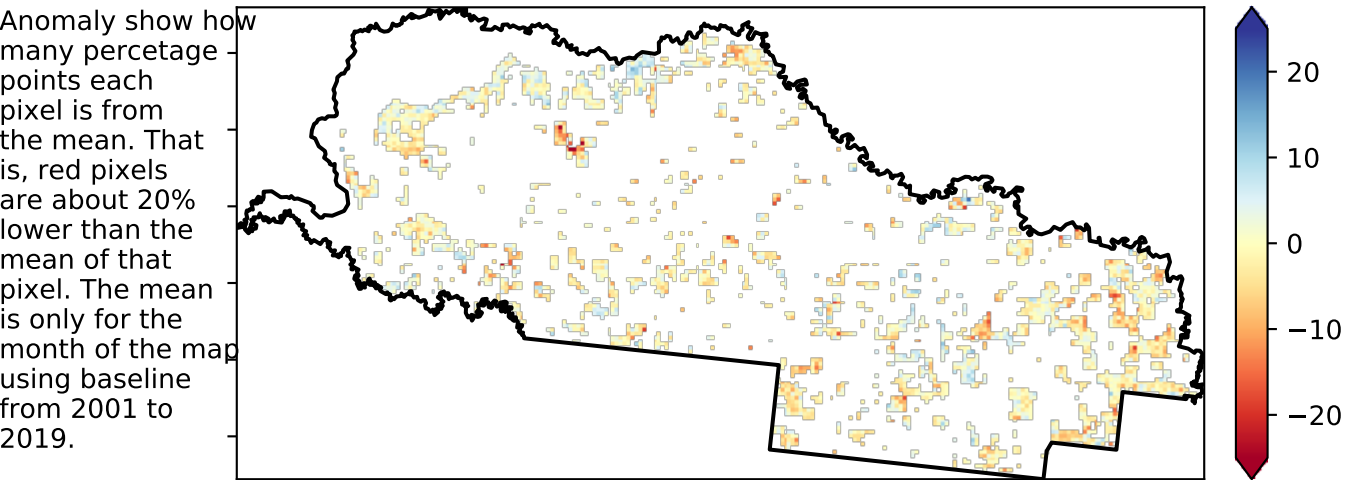 Anomaly show how
many percetage
points each
pixel is from
the mean. That
is, red pixels
are about 20%
lower than the
mean of that
pixel. The mean
is only for the
month of the map
using baseline
from 2001 to
2019.
20
10
0
−10
−20